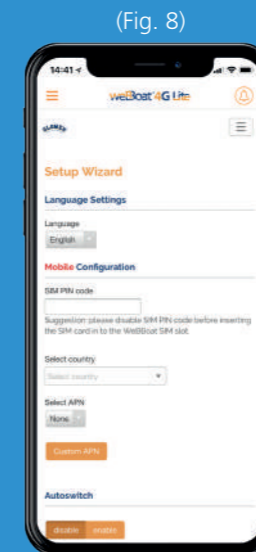 (Fig. 8)
14:41
weBBoat 4G Lite
GLOMEX
Setup Wizard
Language Settings
Language
English
Mobile Configuration
SIM PIN code
Suggestion: please disable SIM PIN code before inserting
the SIM card in to the WeBBoat SIM slot.
Select country
Select country
Select APN
None
Custom APN
Autoswitch
disable enable